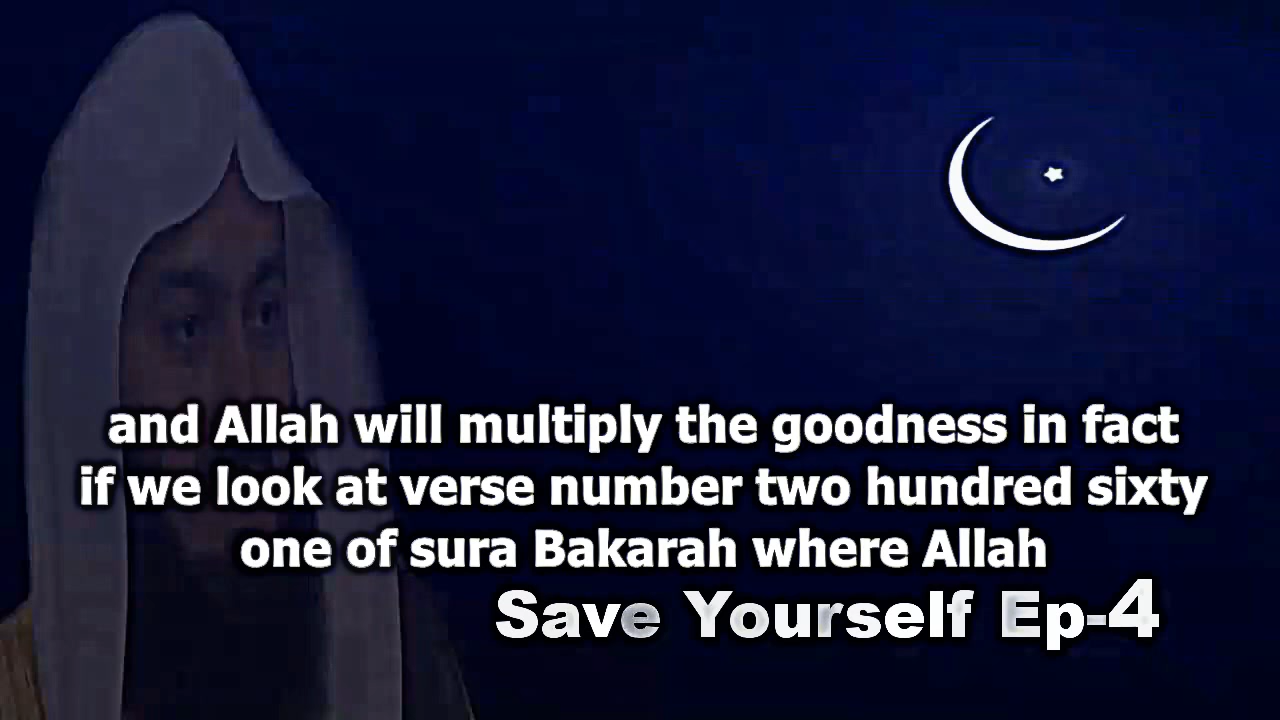 and Allah will multiply the goodness in fact
if we look at verse number two hundred sixty
one of sura Bakarah where Allah
Save Yourself Ep-4